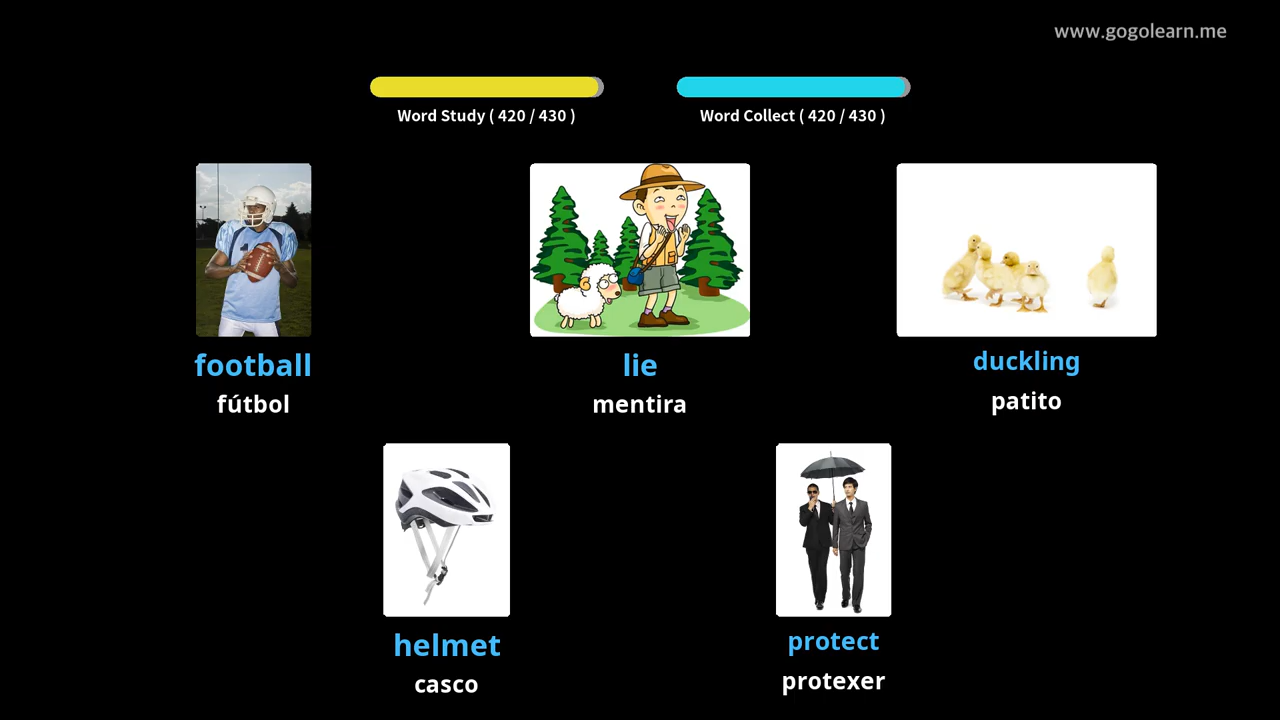 www.gogolearn.me
Word Study ( 420 / 430 )
Word Collect ( 420 / 430 )
football
fútbol
lie
mentira
duckling
patito
helmet
casco
protect
protexer